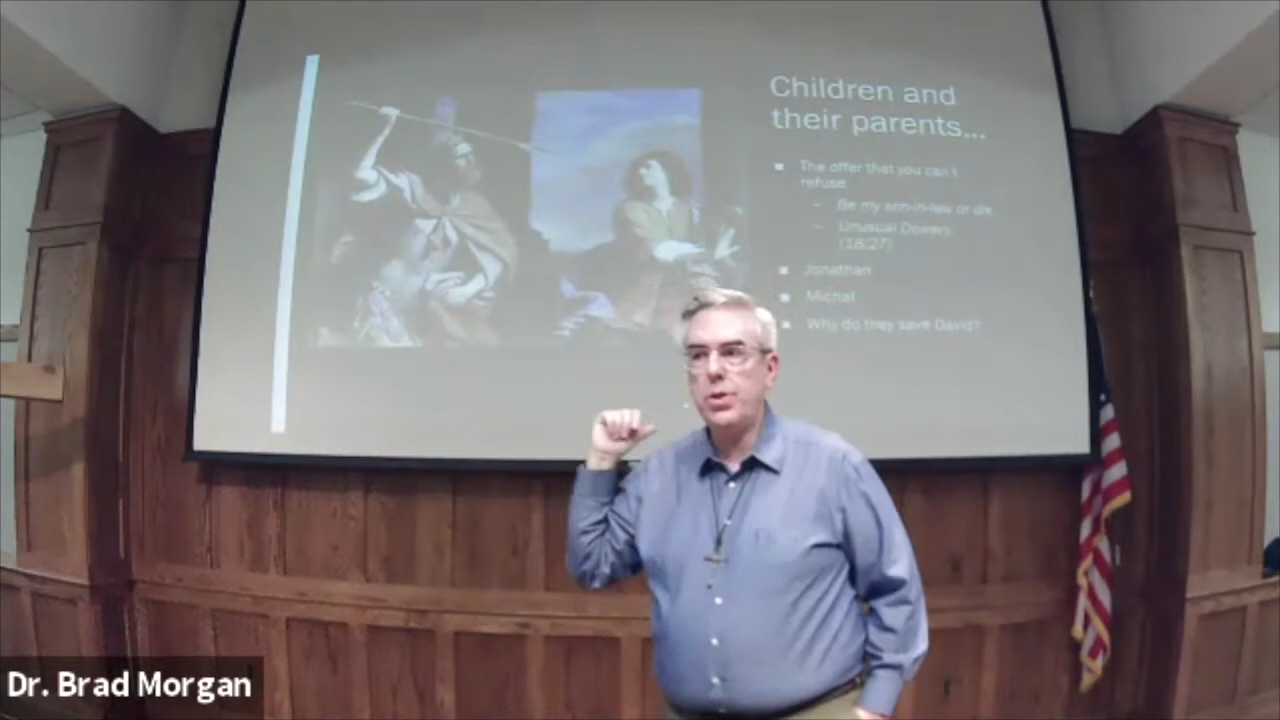 Children and
their parents...
▪ The offer that you can't
refuse
– Be my son-in-law or die
– Unusual Dowery
(18:27)
▪ Jonathan
▪ Michal
▪ Why do they save David?
Dr. Brad Morgan